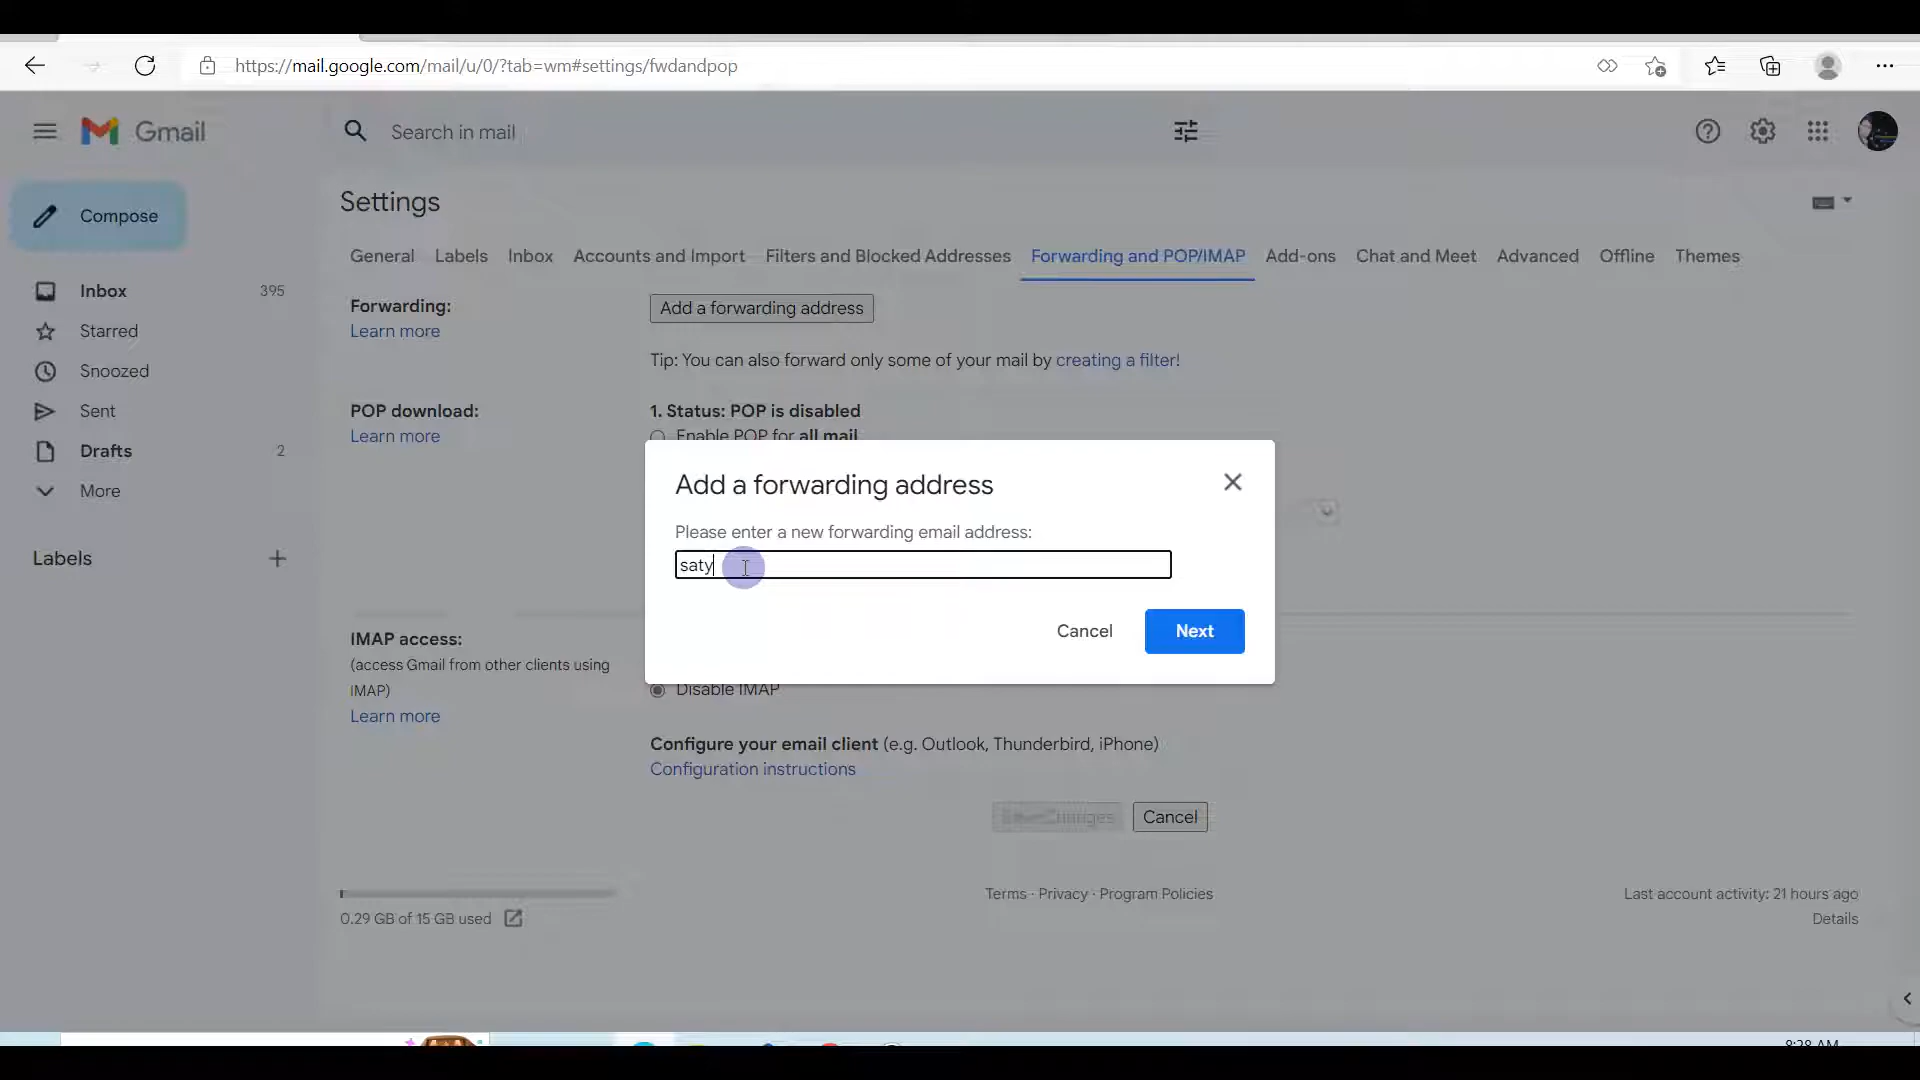 https://mail.google.com/mail/u/0/?tab=wm#settings/fwdandpop
Gmail
Search in mail
Compose
Inbox 395
Starred
Snoozed
Sent
Drafts 2
More
Labels
Settings
General Labels Inbox Accounts and Import Filters and Blocked Addresses Forwarding and POP/IMAP Add-ons Chat and Meet Advanced Offline Themes
Forwarding:
Learn more
Add a forwarding address
Tip: You can also forward only some of your mail by creating a filter!
POP download:
Learn more
1. Status: POP is disabled
Enable POP for all mail
Add a forwarding address
Please enter a new forwarding email address:
saty
Cancel Next
IMAP access:
(access Gmail from other clients using
IMAP)
Learn more
Disable IMAP
Configure your email client (e.g. Outlook, Thunderbird, iPhone)
Configuration instructions
Changes Cancel
0.29 GB of 15 GB used
Terms · Privacy · Program Policies
Last account activity: 21 hours ago
Details
8:28 AM